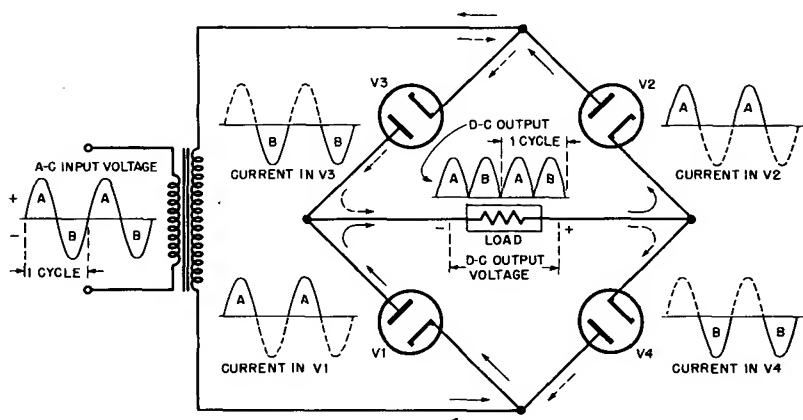 V3
V2
D-C OUTPUT
1 CYCLE
A
A
B
B
A
B
A
B
A-C INPUT VOLTAGE
CURRENT IN V3
CURRENT IN V2
+
A
A
-
B
B
1 CYCLE
-
LOAD
+
D-C OUTPUT
VOLTAGE
A
A
B
B
V1
V4
CURRENT IN V1
CURRENT IN V4